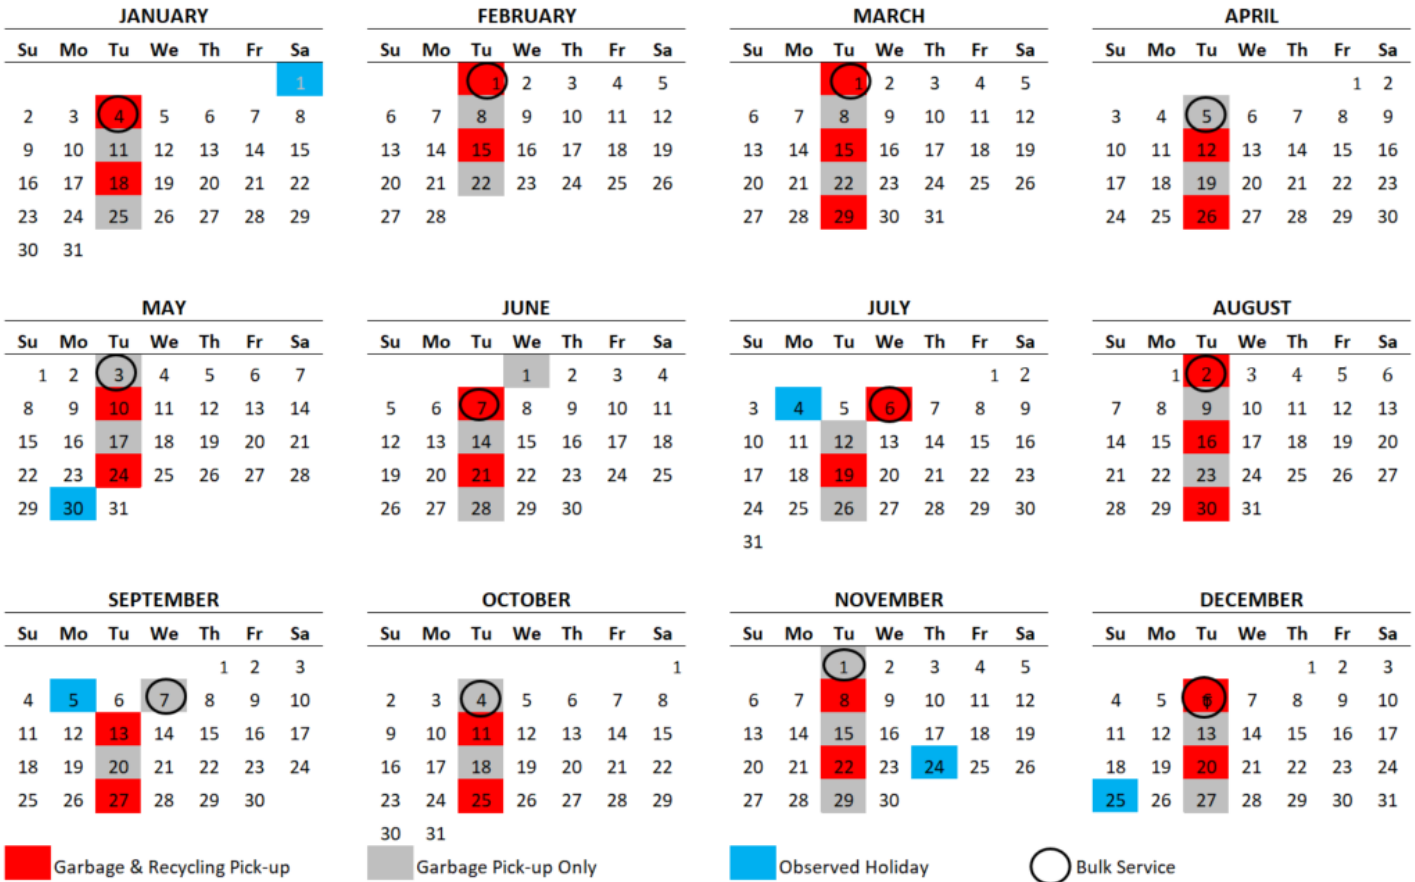 JANUARY FEBRUARY MARCH APRIL
Su Mo Tu We Th Fr Sa Su Mo Tu We Th Fr Sa Su Mo Tu We Th Fr Sa Su Mo Tu We Th Fr Sa
1 1 2 3 4 5 1 2 3 4 5 1 2
2 3 4 5 6 7 8 6 7 8 9 10 11 12 6 7 8 9 10 11 12 3 4 5 6 7 8 9
9 10 11 12 13 14 15 13 14 15 16 17 18 19 13 14 15 16 17 18 19 10 11 12 13 14 15 16
16 17 18 19 20 21 22 20 21 22 23 24 25 26 20 21 22 23 24 25 26 17 18 19 20 21 22 23
23 24 25 26 27 28 29 27 28 27 28 29 30 31 24 25 26 27 28 29 30
30 31
MAY JUNE JULY AUGUST
Su Mo Tu We Th Fr Sa Su Mo Tu We Th Fr Sa Su Mo Tu We Th Fr Sa Su Mo Tu We Th Fr Sa
1 2 3 4 5 6 7 1 2 3 4 1 2 1 2 3 4 5 6
8 9 10 11 12 13 14 5 6 7 8 9 10 11 3 4 5 6 7 8 9 7 8 9 10 11 12 13
15 16 17 18 19 20 21 12 13 14 15 16 17 18 10 11 12 13 14 15 16 14 15 16 17 18 19 20
22 23 24 25 26 27 28 19 20 21 22 23 24 25 17 18 19 20 21 22 23 21 22 23 24 25 26 27
29 30 31 26 27 28 29 30 24 25 26 27 28 29 30 28 29 30 31
31
SEPTEMBER OCTOBER NOVEMBER DECEMBER
Su Mo Tu We Th Fr Sa Su Mo Tu We Th Fr Sa Su Mo Tu We Th Fr Sa Su Mo Tu We Th Fr Sa
1 2 3 1 1 2 3 4 5 1 2 3
4 5 6 7 8 9 10 2 3 4 5 6 7 8 6 7 8 9 10 11 12 4 5 6 7 8 9 10
11 12 13 14 15 16 17 9 10 11 12 13 14 15 13 14 15 16 17 18 19 11 12 13 14 15 16 17
18 19 20 21 22 23 24 16 17 18 19 20 21 22 20 21 22 23 24 25 26 18 19 20 21 22 23 24
25 26 27 28 29 30 23 24 25 26 27 28 29 27 28 29 30 25 26 27 28 29 30 31
30 31
Garbage & Recycling Pick-up Garbage Pick-up Only Observed Holiday Bulk Service